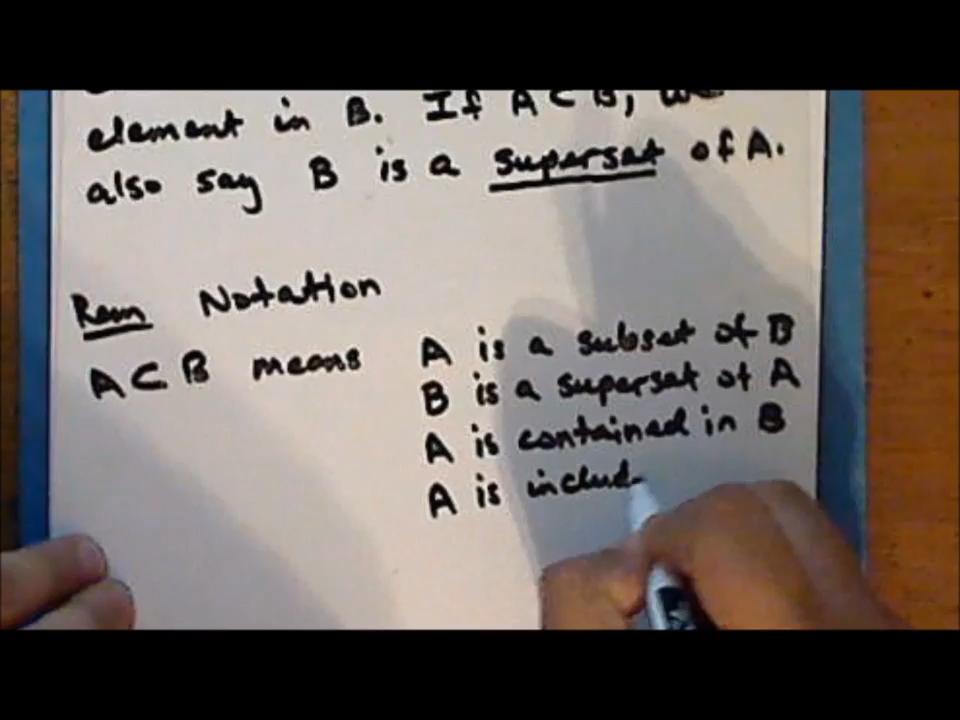 element in B. If A ⊂ B, we
also say B is a superset of A.
Rem Notation
A ⊂ B means A is a subset of B
B is a superset of A
A is contained in B
A is includ